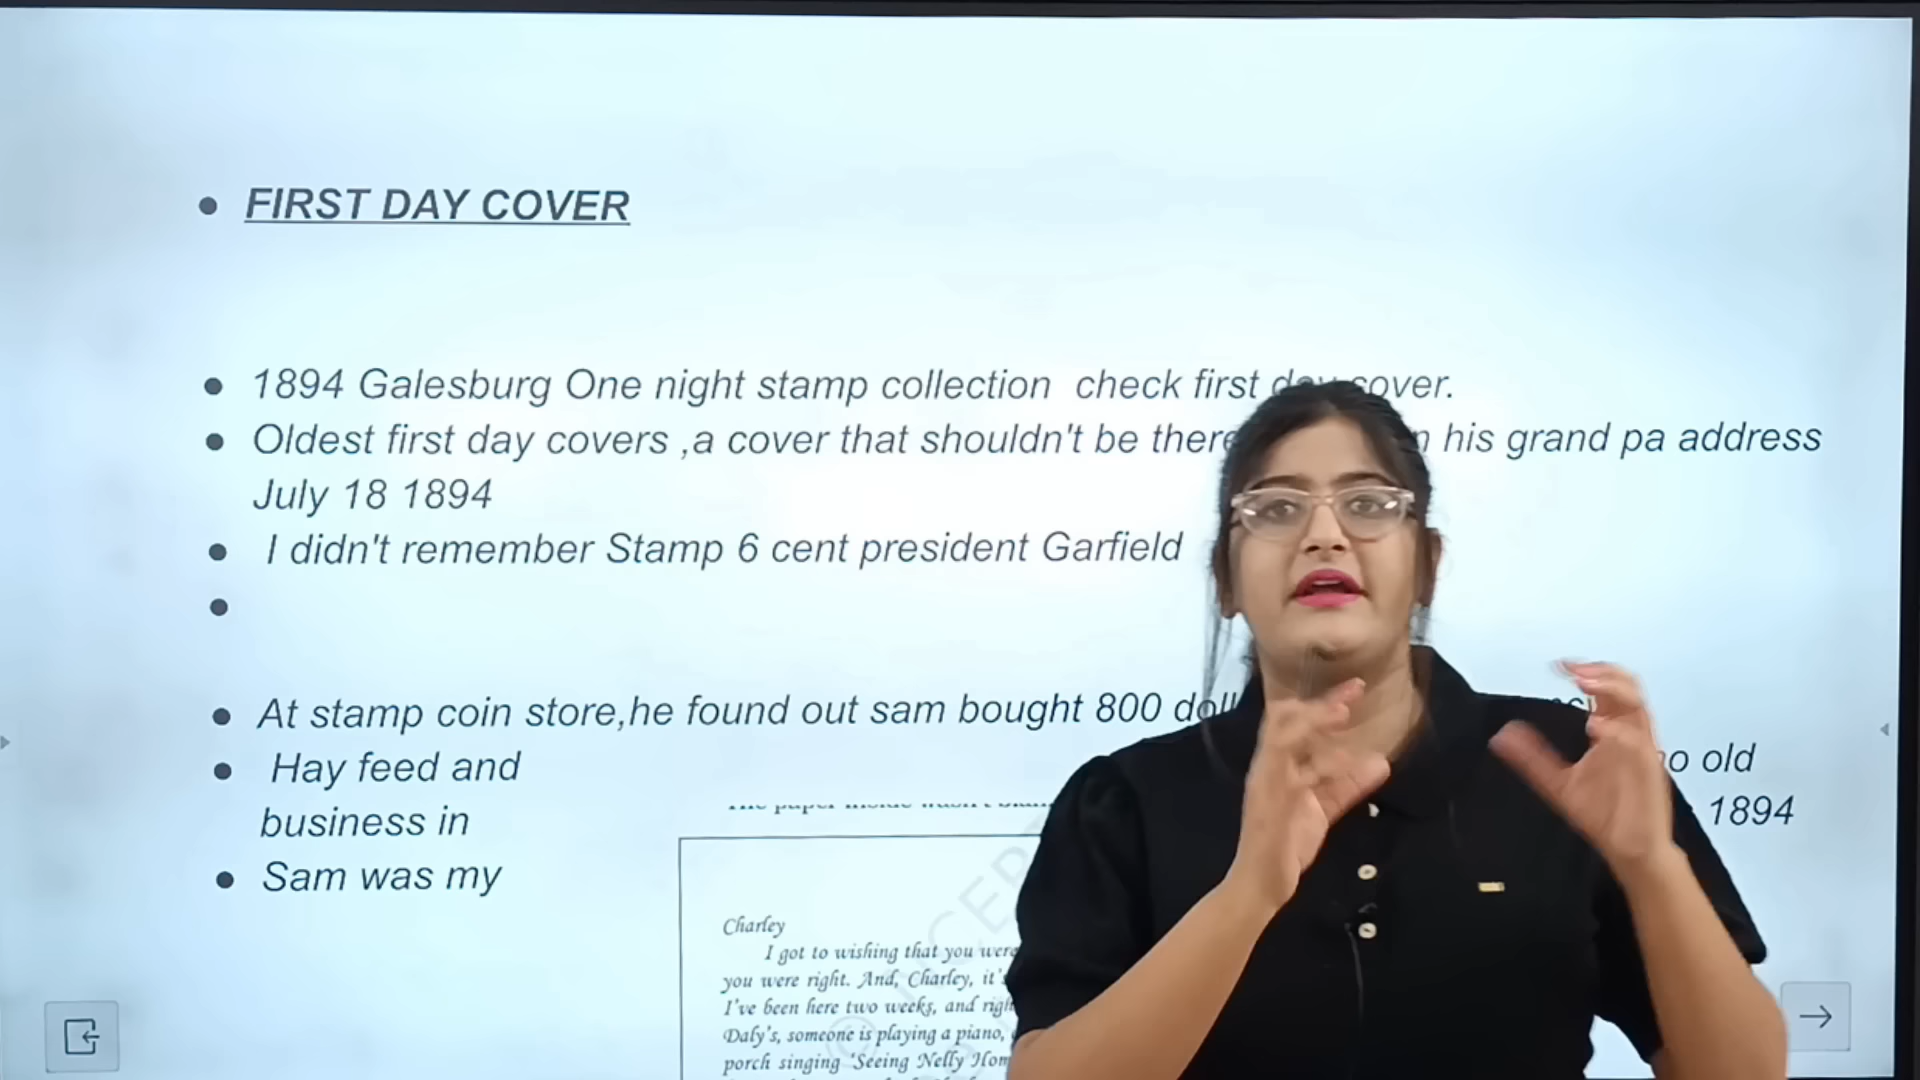 FIRST DAY COVER
1894 Galesburg One night stamp collection check first day cover.
Oldest first day covers ,a cover that shouldn't be there his grand pa address
July 18 1894
I didn't remember Stamp 6 cent president Garfield
At stamp coin store,he found out sam bought 800
Hay feed and old
business in 1894
Sam was my
Charley
I got to wishing that you were
you were right. And, Charley, it's
I've been here two weeks, and
Daly's, someone is playing a piano,
porch singing 'Seeing Nelly